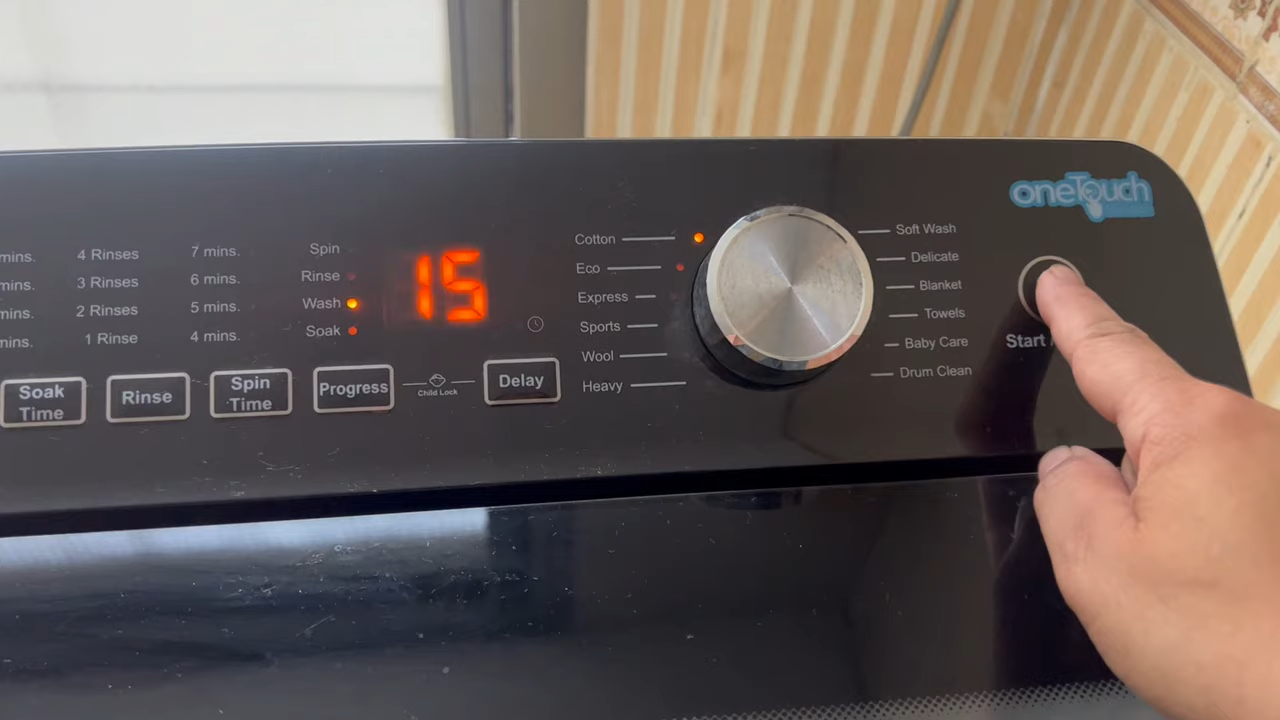 mins. 4 Rinses 7 mins. Spin
mins. 3 Rinses 6 mins. Rinse
mins. 2 Rinses 5 mins. Wash
mins. 1 Rinse 4 mins. Soak
15
Soak
Time
Rinse
Spin
Time
Progress
Child Lock
Delay
Cotton
Eco
Express
Sports
Wool
Heavy
Soft Wash
Delicate
Blanket
Towels
Baby Care
Drum Clean
oneTouch
Start